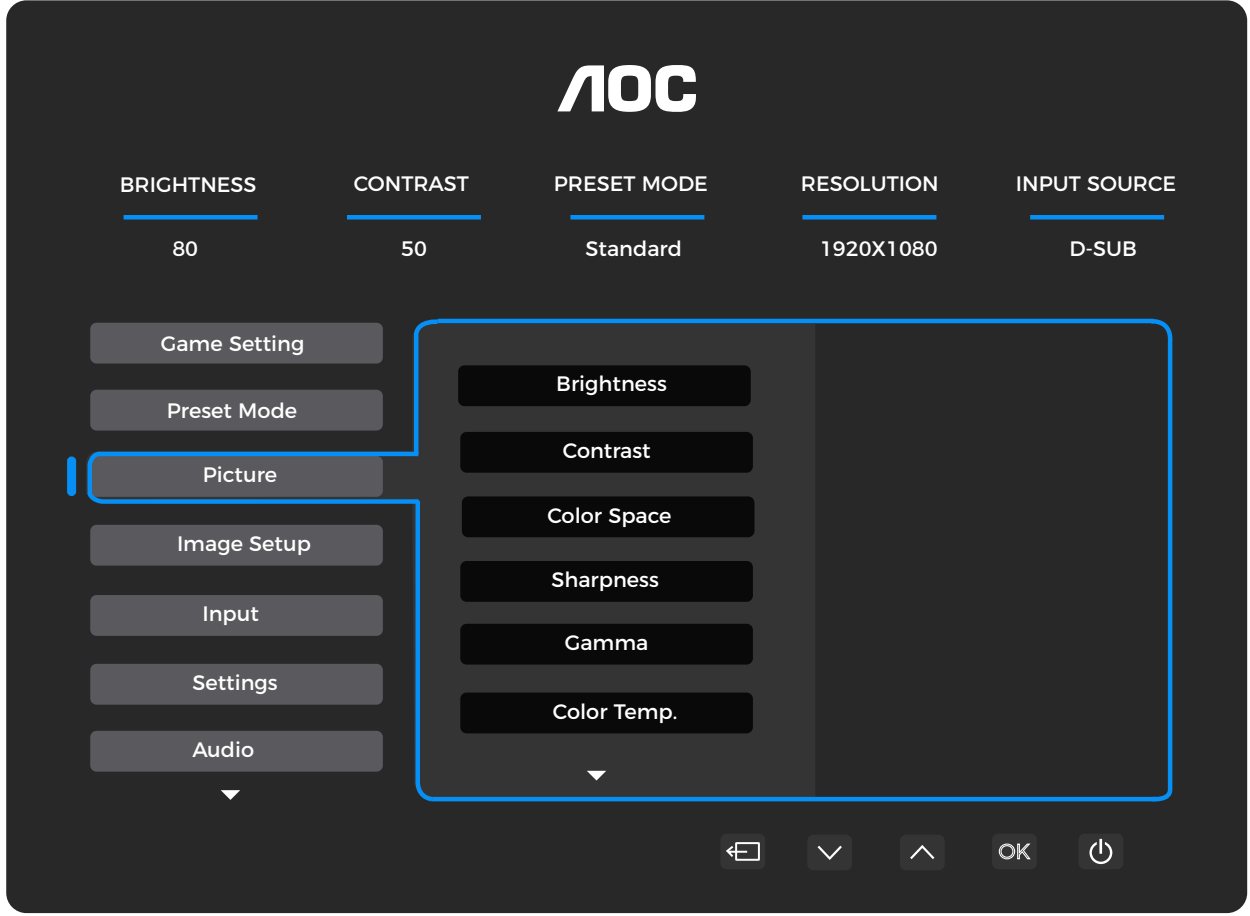 AOC
BRIGHTNESS CONTRAST PRESET MODE RESOLUTION INPUT SOURCE
80 50 Standard 1920X1080 D-SUB
Game Setting
Preset Mode
Picture
Image Setup
Input
Settings
Audio
Brightness
Contrast
Color Space
Sharpness
Gamma
Color Temp.
OK